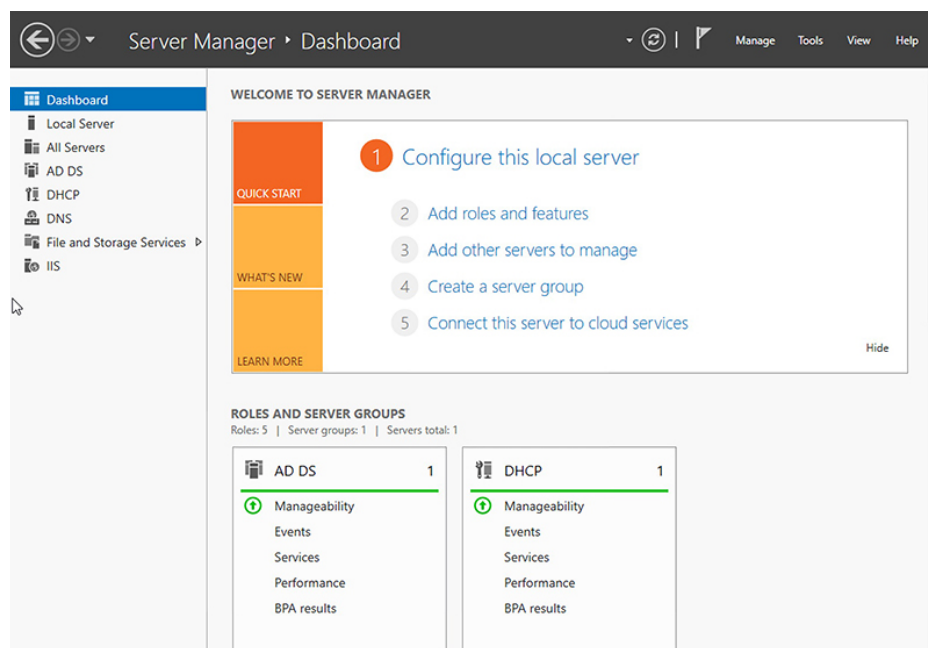 Server Manager • Dashboard
Manage Tools View Help
Dashboard
Local Server
All Servers
AD DS
DHCP
DNS
File and Storage Services
IIS
WELCOME TO SERVER MANAGER
QUICK START
WHAT'S NEW
LEARN MORE
1 Configure this local server
2 Add roles and features
3 Add other servers to manage
4 Create a server group
5 Connect this server to cloud services
Hide
ROLES AND SERVER GROUPS
Roles: 5 | Server groups: 1 | Servers total: 1
AD DS 1
Manageability
Events
Services
Performance
BPA results
DHCP 1
Manageability
Events
Services
Performance
BPA results